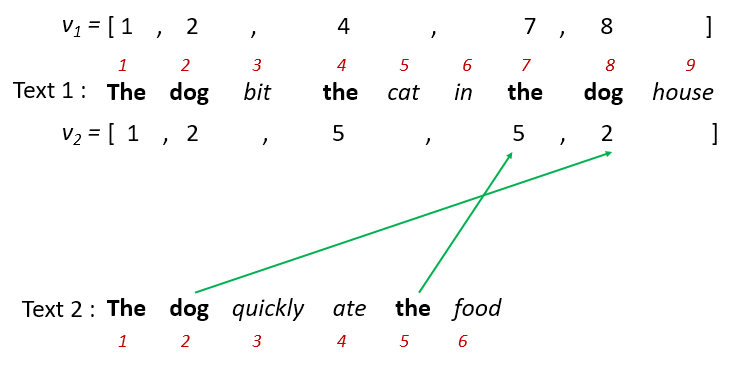 v1 = [ 1 , 2 , 4 , 7 , 8 ]
1 2 3 4 5 6 7 8 9
Text 1 : The dog bit the cat in the dog house
v2 = [ 1 , 2 , 5 , 5 , 2 ]
Text 2 : The dog quickly ate the food
1 2 3 4 5 6